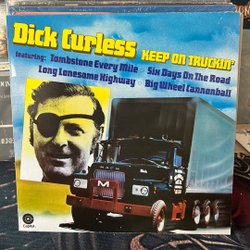 Dick Curless
KEEP ON TRUCKIN'
featuring: Tombstone Every Mile · Six Days On The Road
Long Lonesome Highway · Big Wheel Cannonball
M
Capitol